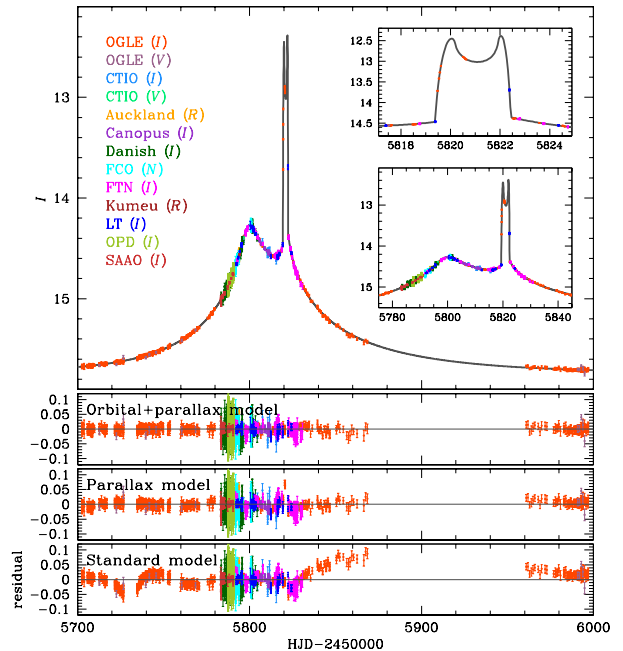 OGLE (I)
OGLE (V)
CTIO (I)
CTIO (V)
Auckland (R)
Canopus (I)
Danish (I)
FCO (N)
FTN (I)
Kumeu (R)
LT (I)
OPD (I)
SAAO (I)
I
13
14
15
12.5
13.0
13.5
14.0
14.5
5818
5820
5822
5824
13
14
15
5780
5800
5820
5840
Orbital+parallax model
0.1
0.05
0
−0.05
−0.1
Parallax model
0.1
0.05
0
−0.05
−0.1
Standard model
0.1
0.05
0
−0.05
−0.1
residual
5700
5800
5900
6000
HJD−2450000